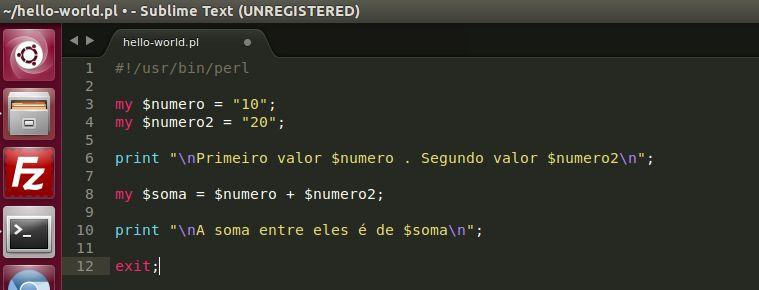 ~/hello-world.pl • - Sublime Text (UNREGISTERED)
hello-world.pl
1 #!/usr/bin/perl
2
3 my $numero = "10";
4 my $numero2 = "20";
5
6 print "\nPrimeiro valor $numero . Segundo valor $numero2\n";
7
8 my $soma = $numero + $numero2;
9
10 print "\nA soma entre eles é de $soma\n";
11
12 exit;
Fz
>_